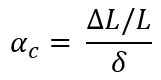 α_c = (ΔL/L)/δ